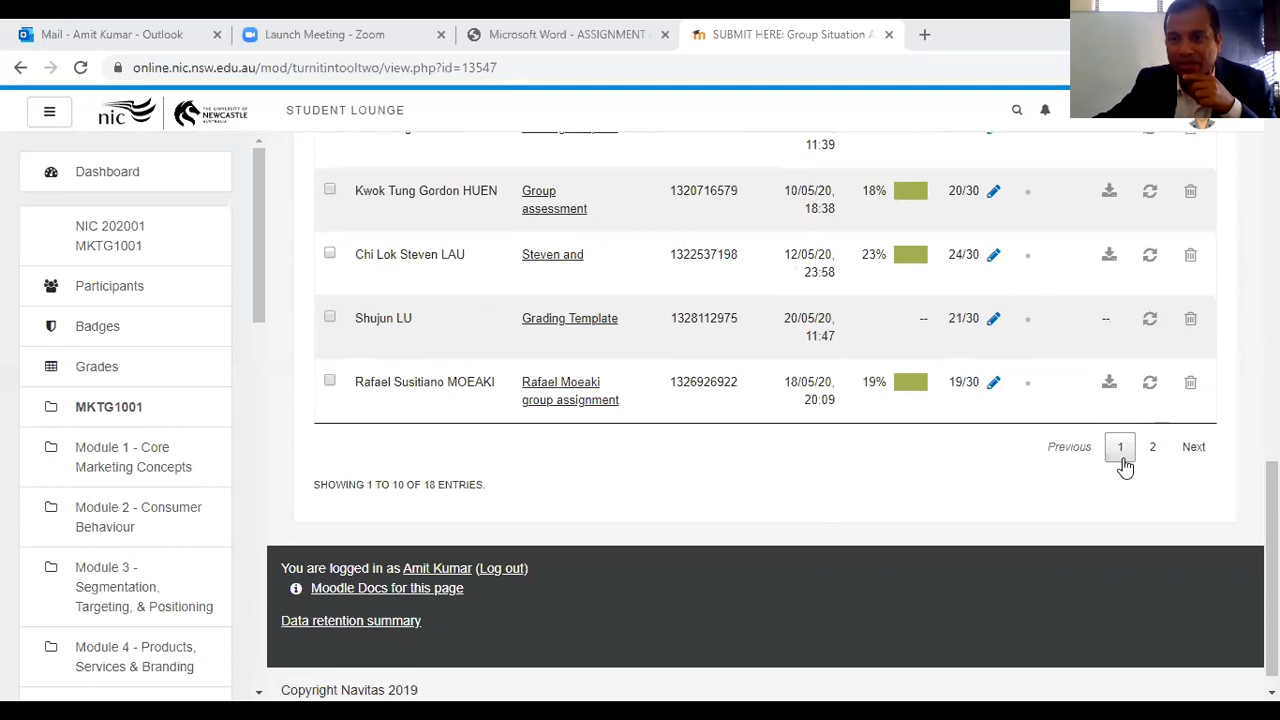 Mail - Amit Kumar - Outlook
Launch Meeting - Zoom
Microsoft Word - ASSIGNMENT
SUBMIT HERE: Group Situation A
online.nic.nsw.edu.au/mod/turnitintooltwo/view.php?id=13547
nic
THE UNIVERSITY OF
NEWCASTLE
AUSTRALIA
STUDENT LOUNGE
Dashboard
NIC 202001
MKTG1001
Participants
Badges
Grades
MKTG1001
Module 1 - Core
Marketing Concepts
Module 2 - Consumer
Behaviour
Module 3 -
Segmentation,
Targeting, & Positioning
Module 4 - Products,
Services & Branding
11:39
Kwok Tung Gordon HUEN Group 1320716579 10/05/20, 18% 20/30
assessment 18:38
Chi Lok Steven LAU Steven and 1322537198 12/05/20, 23% 24/30
23:58
Shujun LU Grading Template 1328112975 20/05/20, -- 21/30 --
11:47
Rafael Susitiano MOEAKI Rafael Moeaki 1326926922 18/05/20, 19% 19/30
group assignment 20:09
Previous 1 2 Next
SHOWING 1 TO 10 OF 18 ENTRIES.
You are logged in as Amit Kumar (Log out)
Moodle Docs for this page
Data retention summary
Copyright Navitas 2019